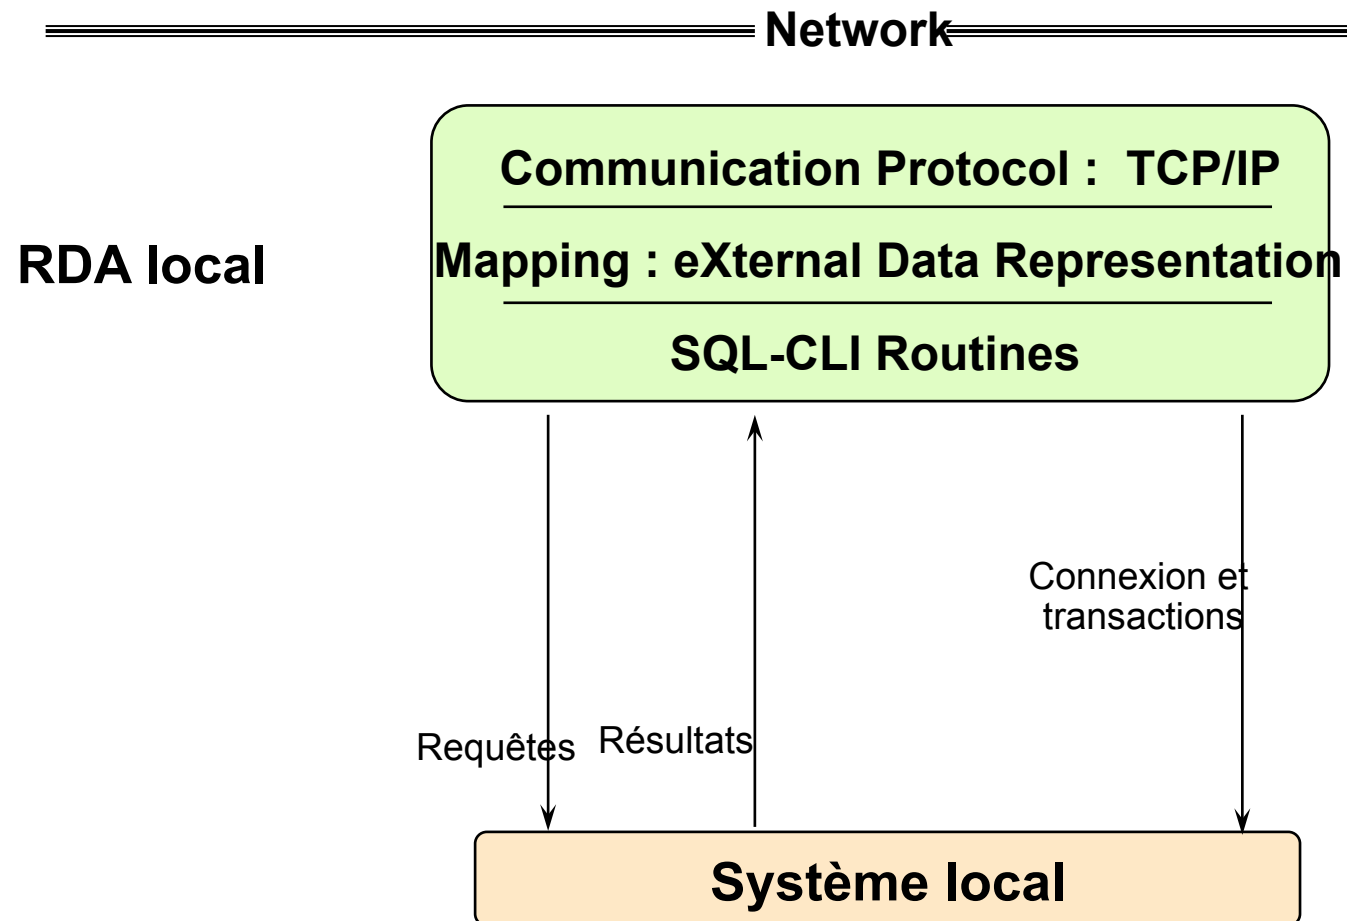 Network
Communication Protocol : TCP/IP
RDA local
Mapping : eXternal Data Representation
SQL-CLI Routines
Connexion et
transactions
Requêtes
Résultats
Système local